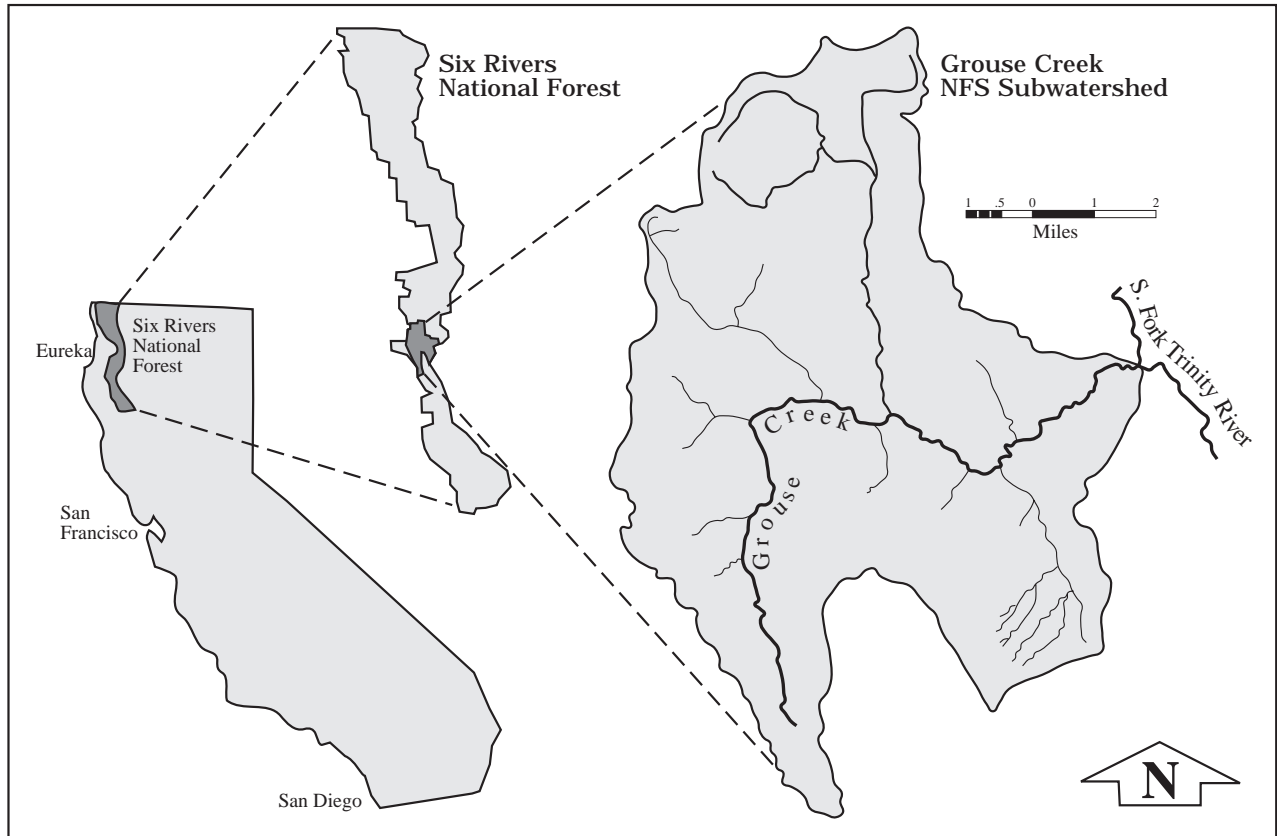 Six Rivers
National Forest
Grouse Creek
NFS Subwatershed
1 .5 0 1 2
Miles
S. Fork Trinity River
Six Rivers
National
Forest
Eureka
Creek
Grouse
San
Francisco
San Diego
N